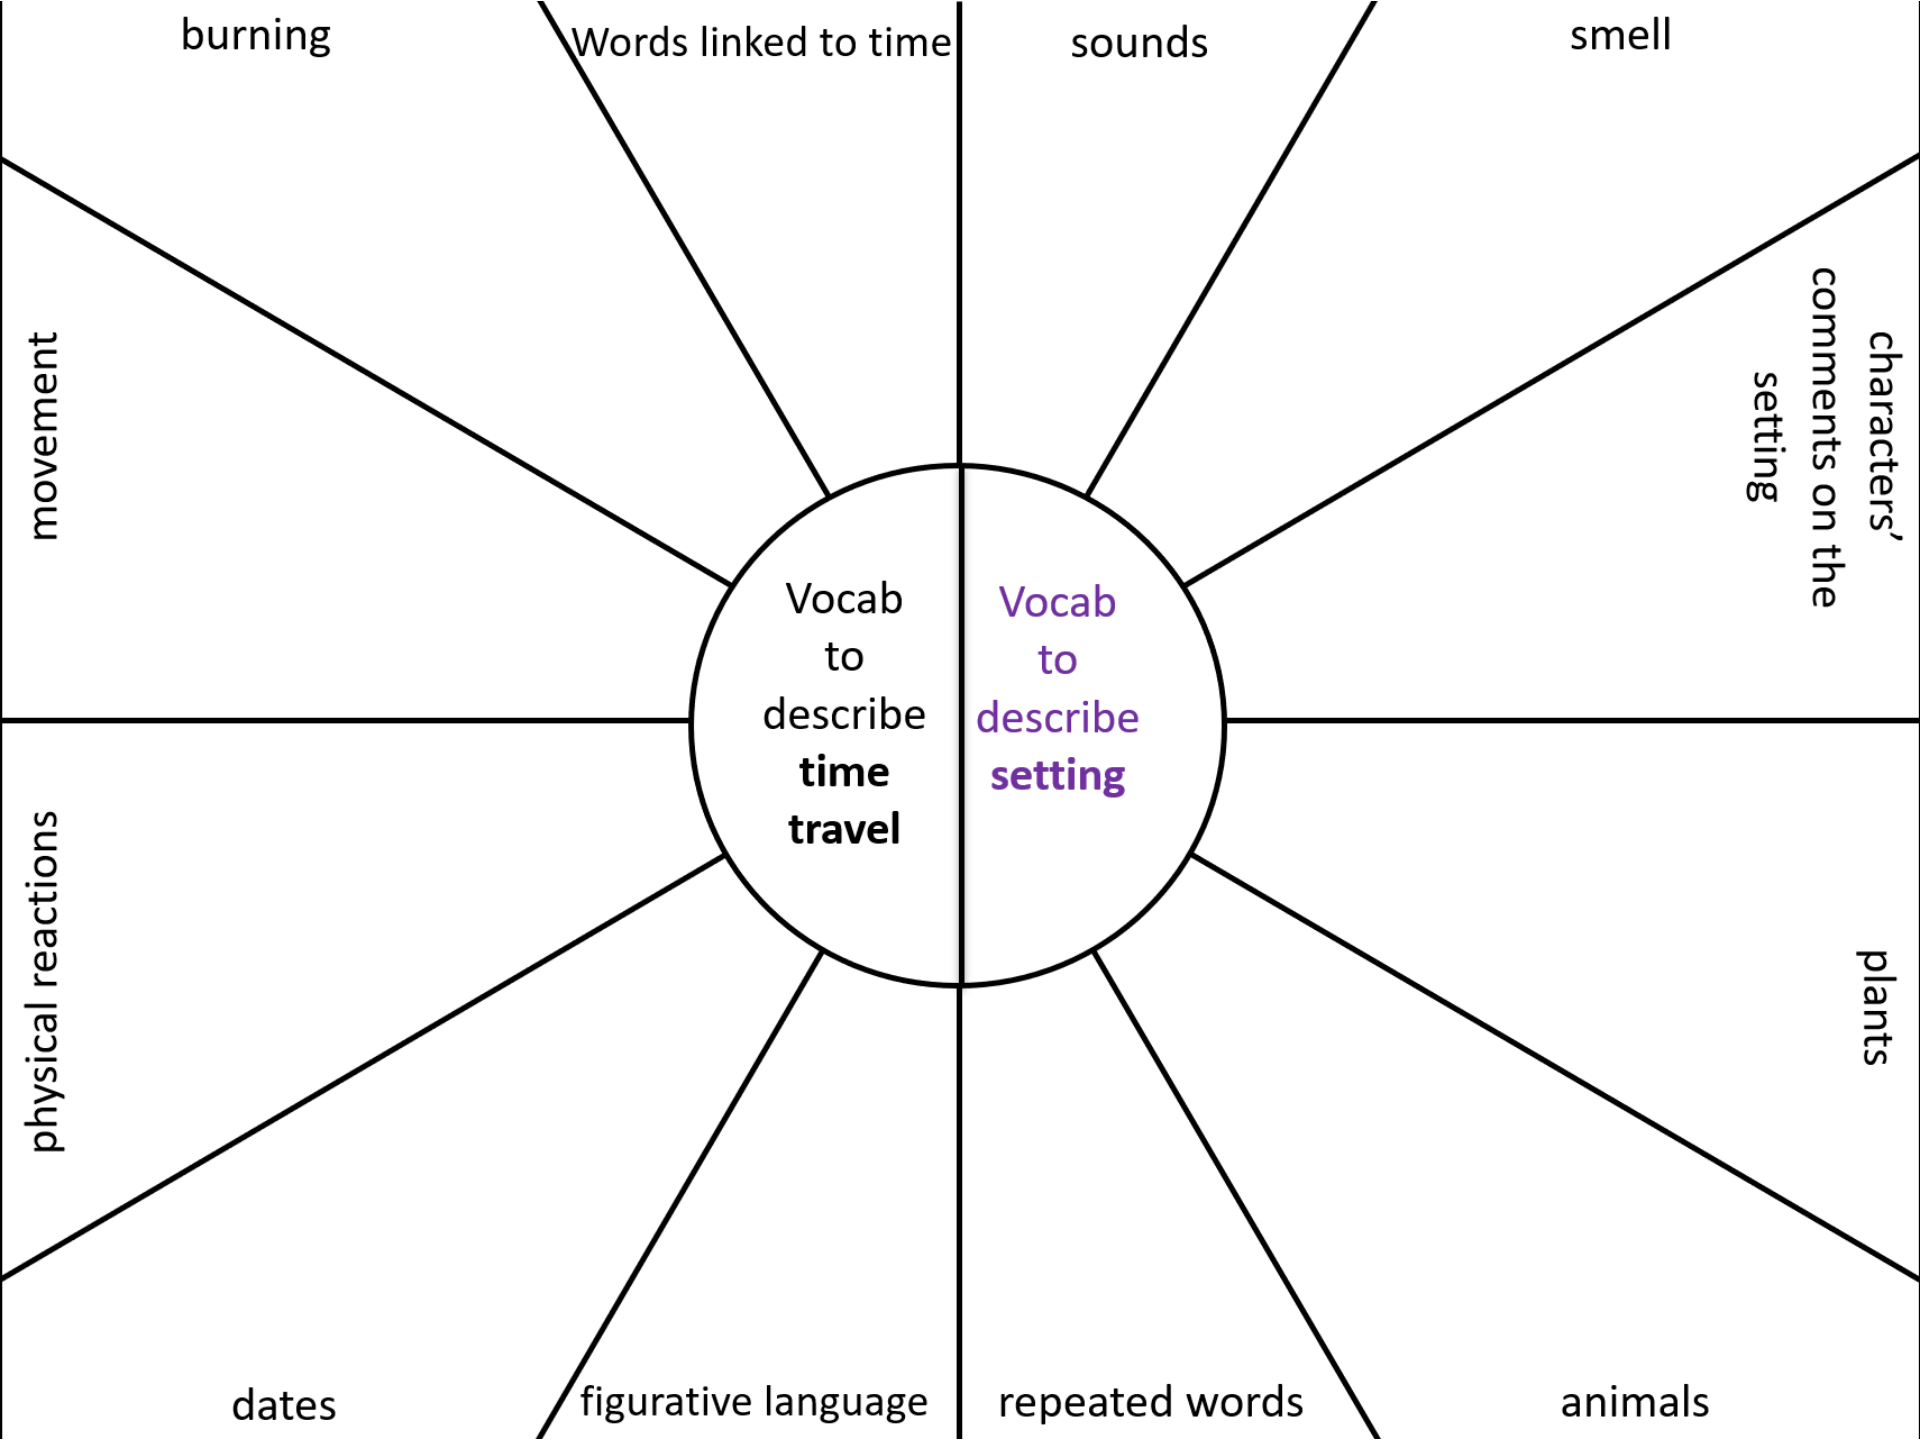 burning
Words linked to time
sounds
smell
movement
characters’
comments on the
setting
Vocab
to
describe
time
travel
Vocab
to
describe
setting
physical reactions
plants
dates
figurative language
repeated words
animals